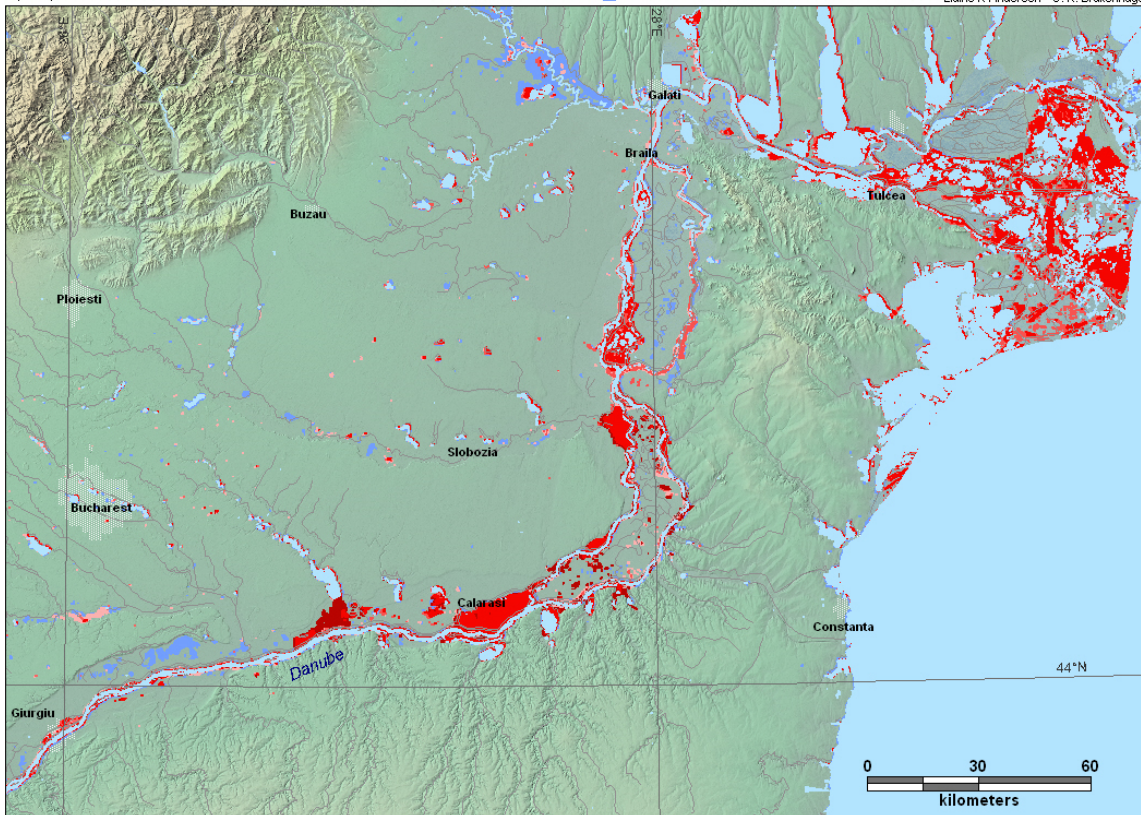 28°E
Galati
Braila
Tulcea
Buzau
Ploiesti
Slobozia
Bucharest
Calarasi
Constanta
Danube
44°N
Giurgiu
0 30 60
kilometers